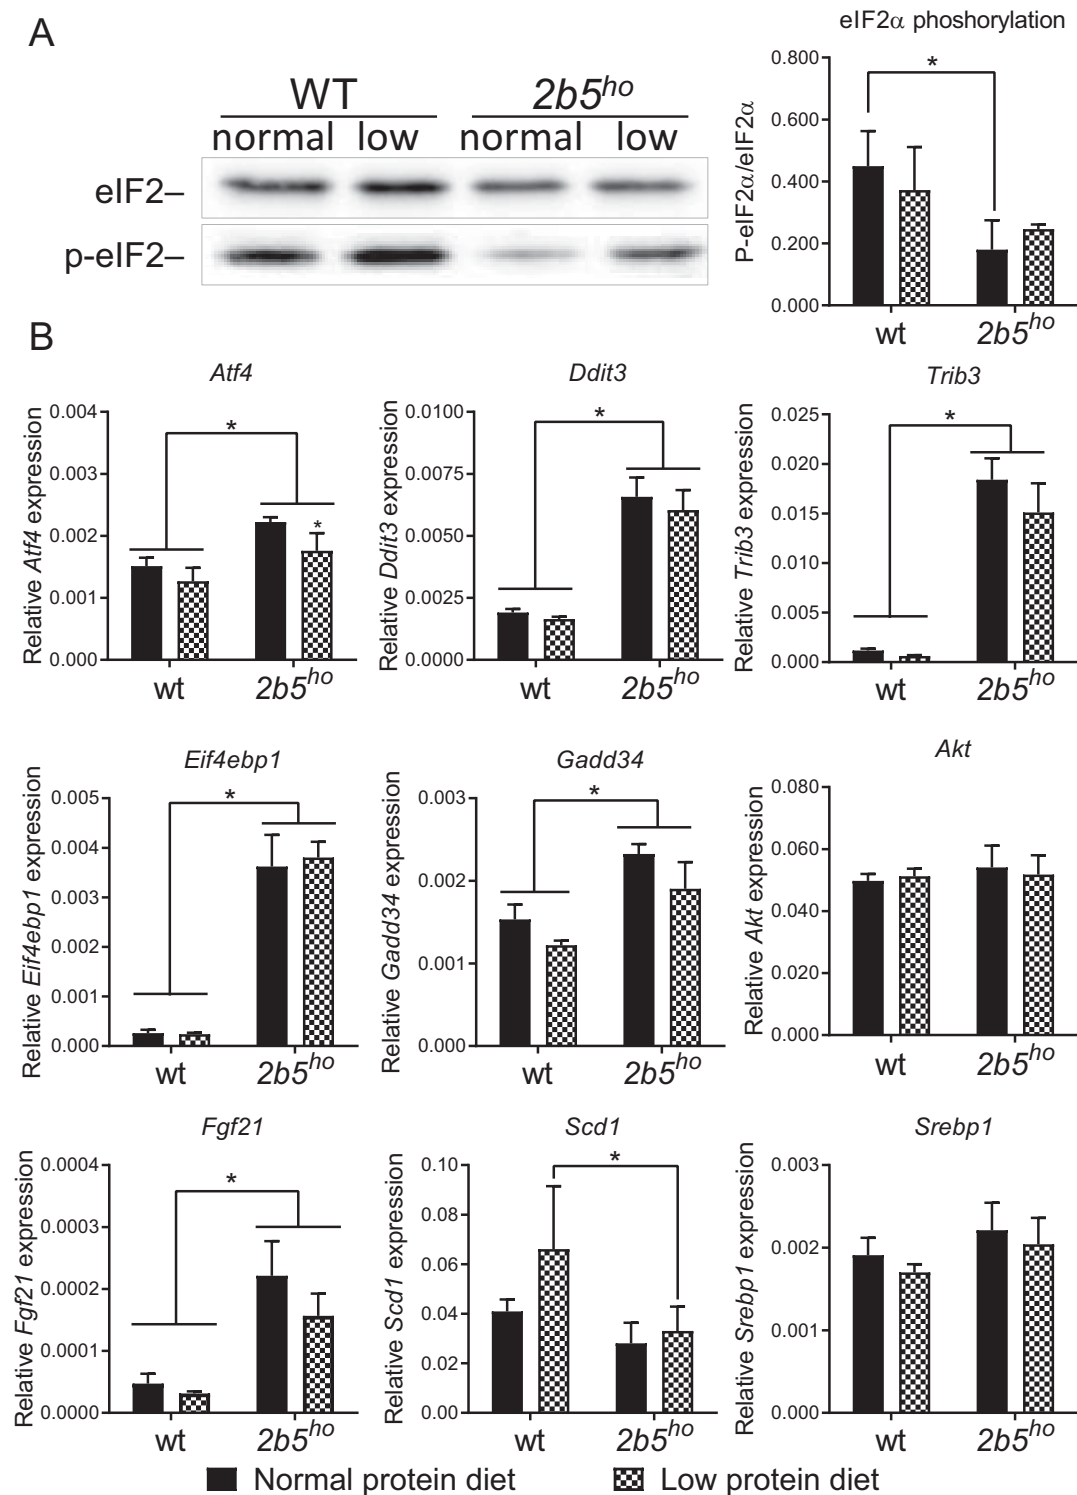 A
eIF2α phoshorylation
WT 2b5ho
normal low normal low
eIF2–
p-eIF2–
P-eIF2α/eIF2α
0.800
0.600
0.400
0.200
0.000
*
wt 2b5ho
B
Atf4
Relative Atf4 expression
0.004
0.003
0.002
0.001
0.000
*
*
wt 2b5ho
Ddit3
Relative Ddit3 expression
0.0100
0.0075
0.0050
0.0025
0.0000
*
wt 2b5ho
Trib3
Relative Trib3 expression
0.025
0.020
0.015
0.010
0.005
0.000
*
wt 2b5ho
Eif4ebp1
Relative Eif4ebp1 expression
0.005
0.004
0.003
0.002
0.001
0.000
*
wt 2b5ho
Gadd34
Relative Gadd34 expression
0.003
0.002
0.001
0.000
*
wt 2b5ho
Akt
Relative Akt expression
0.080
0.060
0.040
0.020
0.000
wt 2b5ho
Fgf21
Relative Fgf21 expression
0.0004
0.0003
0.0002
0.0001
0.0000
*
wt 2b5ho
Scd1
Relative Scd1 expression
0.10
0.08
0.06
0.04
0.02
0.00
*
wt 2b5ho
Srebp1
Relative Srebp1 expression
0.003
0.002
0.001
0.000
wt 2b5ho
Normal protein diet Low protein diet